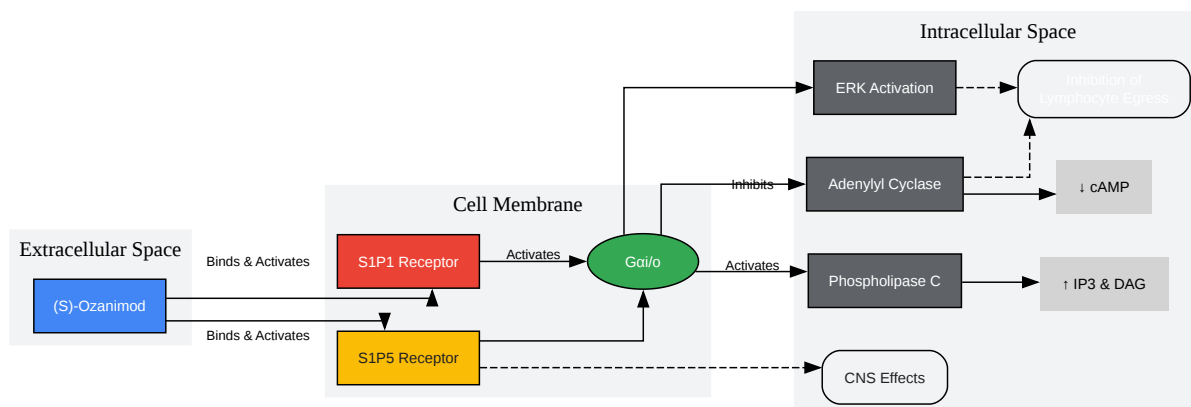 Intracellular Space
ERK Activation
Inhibition of
Lymphocyte Egress
Inhibits
Adenylyl Cyclase
↓ cAMP
Cell Membrane
Extracellular Space
Binds & Activates
S1P1 Receptor
Activates
Gαi/o
Activates
Phospholipase C
↑ IP3 & DAG
(S)-Ozanimod
Binds & Activates
S1P5 Receptor
CNS Effects